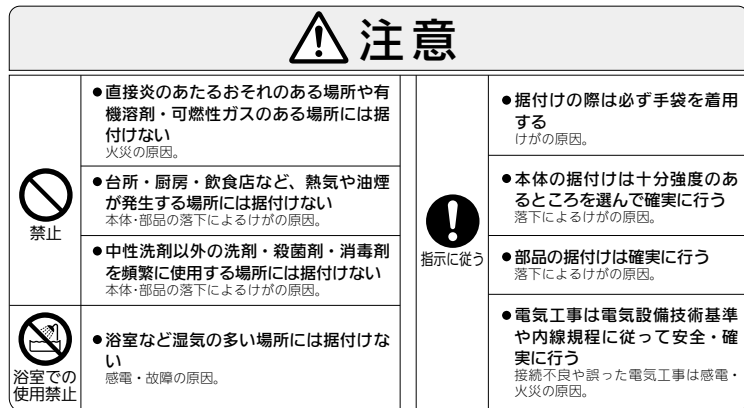 注意
●直接炎のあたるおそれのある場所や有
機溶剤・可燃性ガスのある場所には据
付けない
火災の原因。
●台所・厨房・飲食店など、熱気や油煙
が発生する場所には据付けない
本体・部品の落下によるけがの原因。
●中性洗剤以外の洗剤・殺菌剤・消毒剤
を頻繁に使用する場所には据付けない
本体・部品の落下によるけがの原因。
禁止
●浴室など湿気の多い場所には据付けな
い
感電・故障の原因。
浴室での
使用禁止
●据付けの際は必ず手袋を着用
する
けがの原因。
●本体の据付けは十分強度のあ
るところを選んで確実に行う
落下によるけがの原因。
●部品の据付けは確実に行う
落下によるけがの原因。
●電気工事は電気設備技術基準
や内線規程に従って安全・確
実に行う
接続不良や誤った電気工事は感電・
火災の原因。
指示に従う